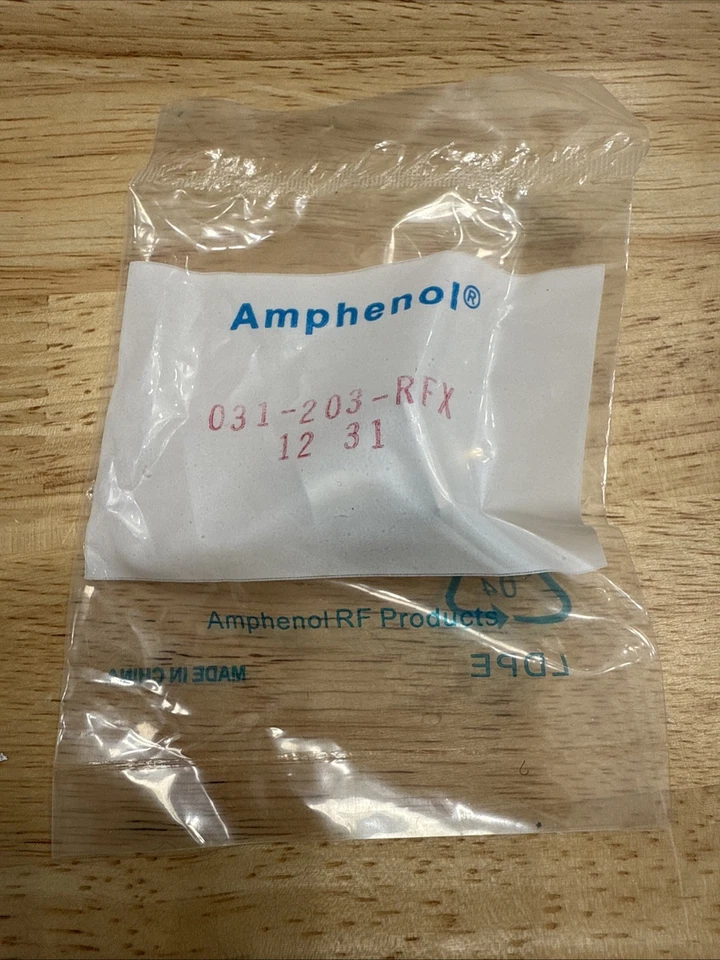 Amphenol®
031-203-RFX
12 31
04
Amphenol RF Products
LDPE
MADE IN CHINA